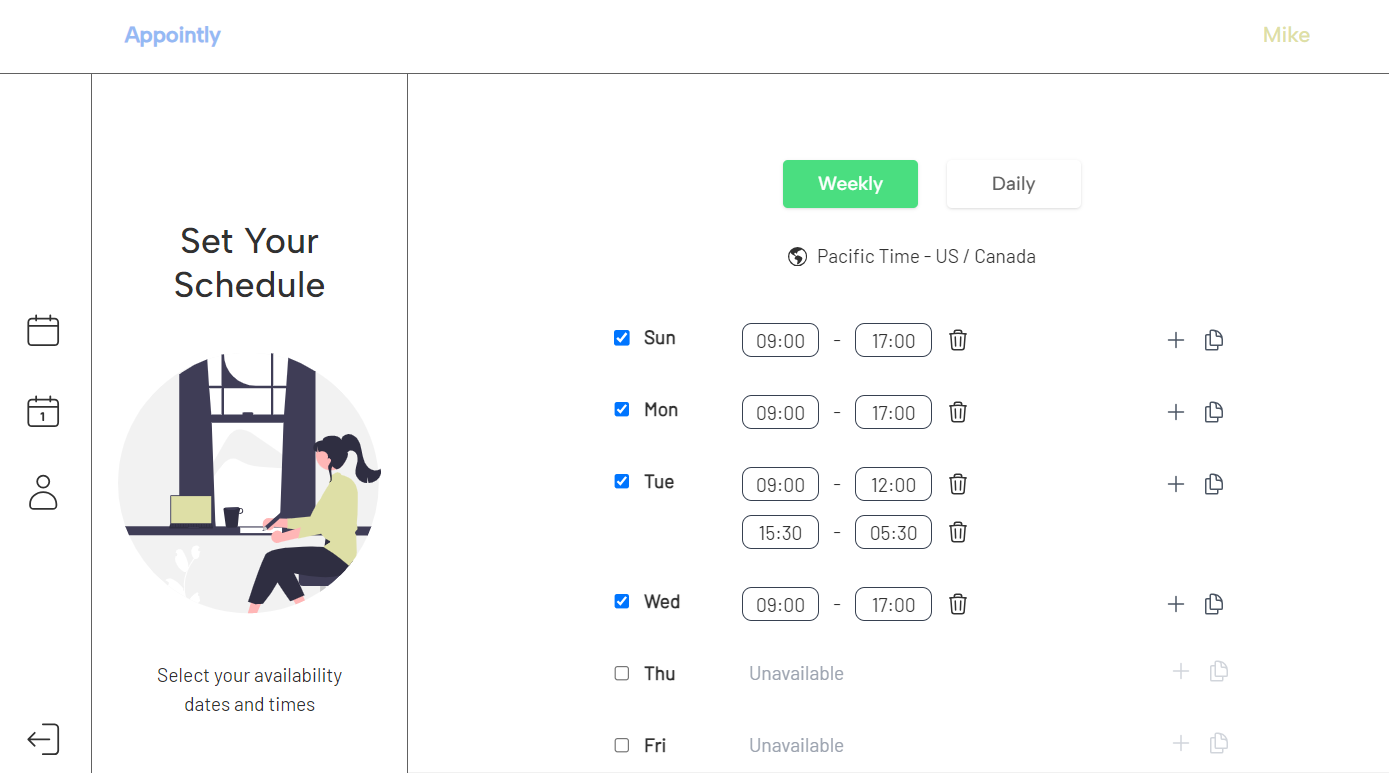 Appointly
Mike
Weekly
Daily
Set Your
Schedule
Pacific Time - US / Canada
Sun 09:00 - 17:00
Mon 09:00 - 17:00
Tue 09:00 - 12:00
15:30 - 05:30
Wed 09:00 - 17:00
Thu Unavailable
Fri Unavailable
1
Select your availability
dates and times